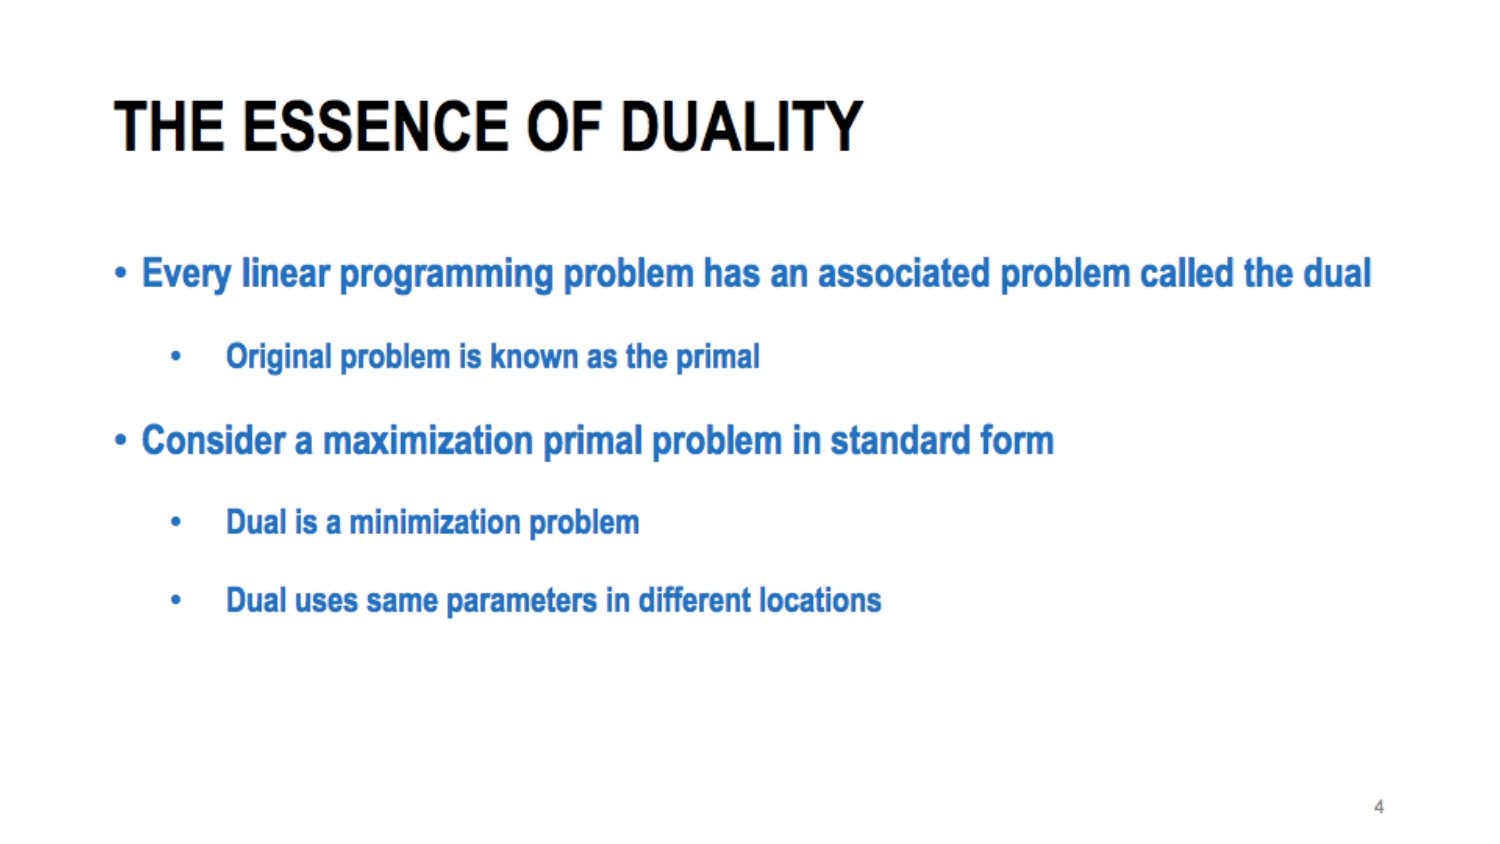 THE ESSENCE OF DUALITY
• Every linear programming problem has an associated problem called the dual
• Original problem is known as the primal
• Consider a maximization primal problem in standard form
• Dual is a minimization problem
• Dual uses same parameters in different locations
4